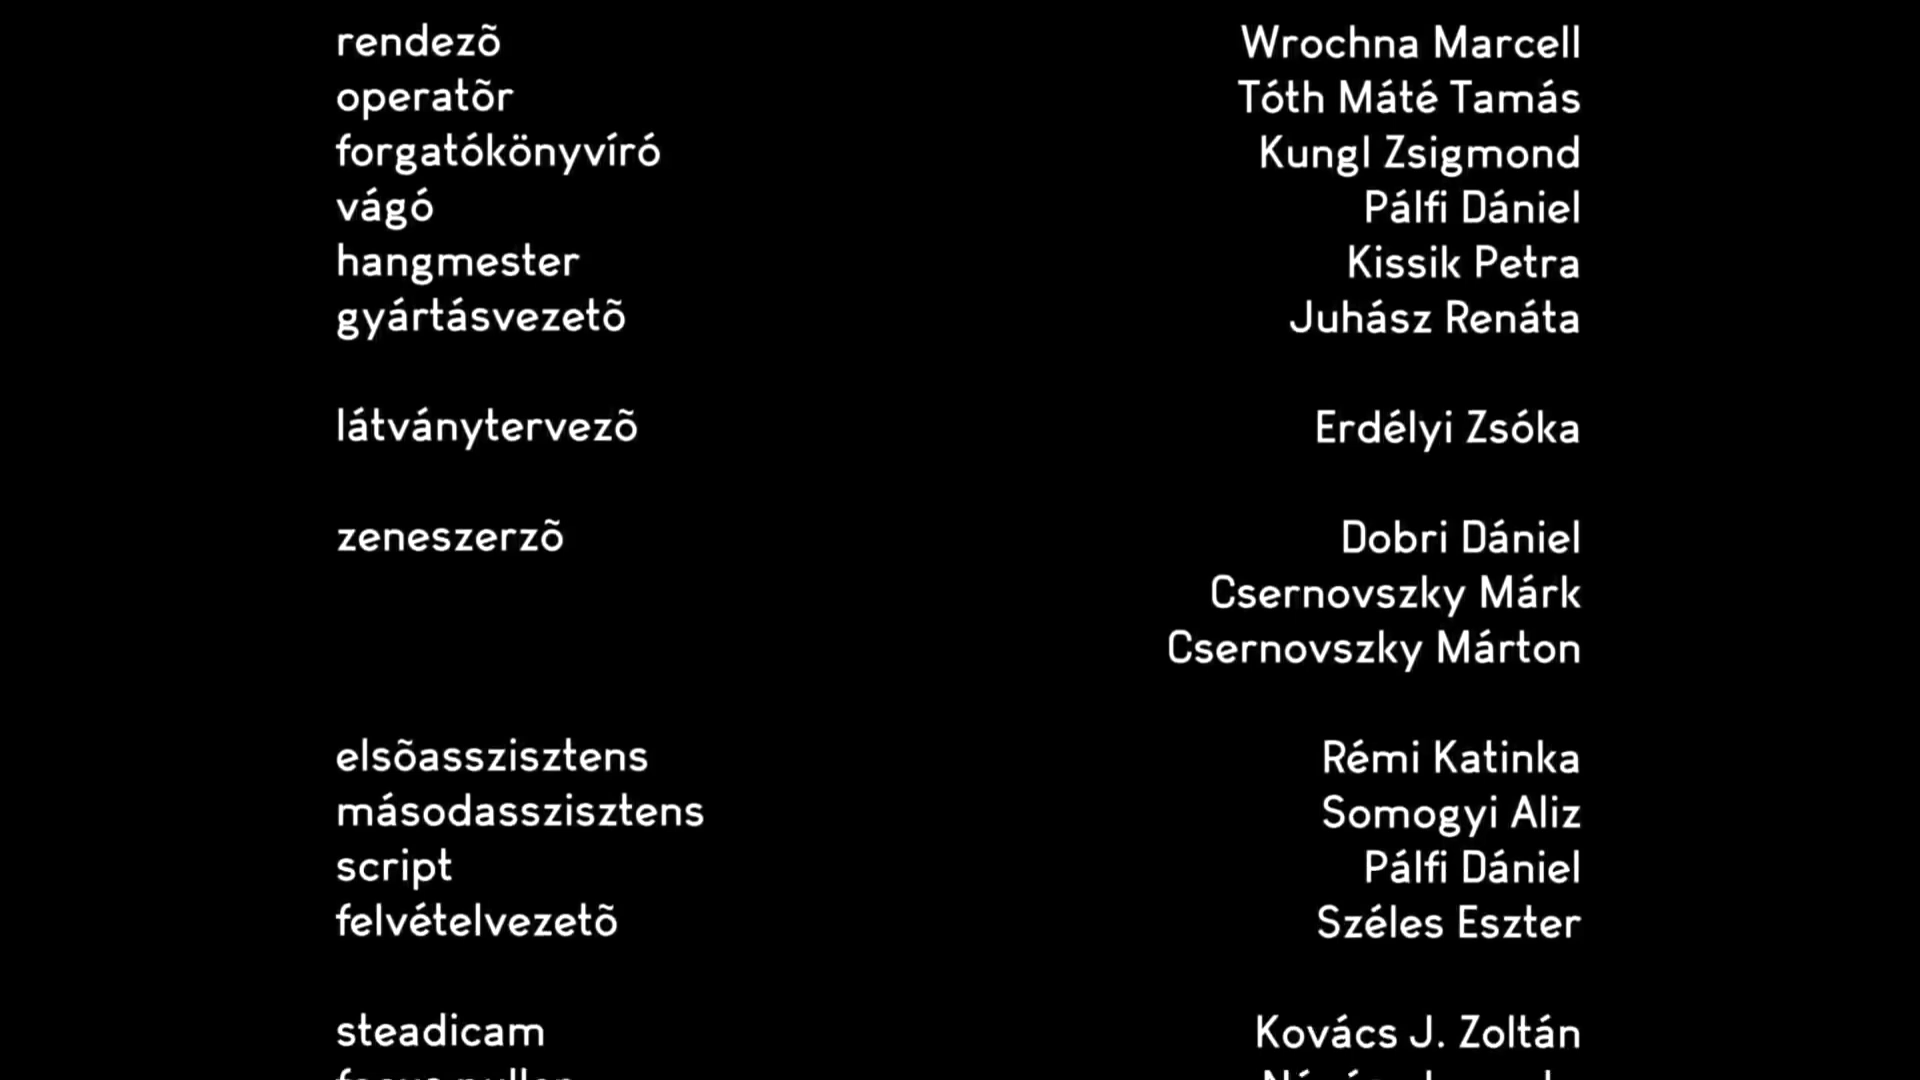 rendezõ Wrochna Marcell
operatõr Tóth Máté Tamás
forgatókönyvíró Kungl Zsigmond
vágó Pálfi Dániel
hangmester Kissik Petra
gyártásvezetõ Juhász Renáta
látványtervezõ Erdélyi Zsóka
zeneszerzõ Dobri Dániel
Csernovszky Márk
Csernovszky Márton
elsõasszisztens Rémi Katinka
másodasszisztens Somogyi Aliz
script Pálfi Dániel
felvételvezetõ Széles Eszter
steadicam Kovács J. Zoltán